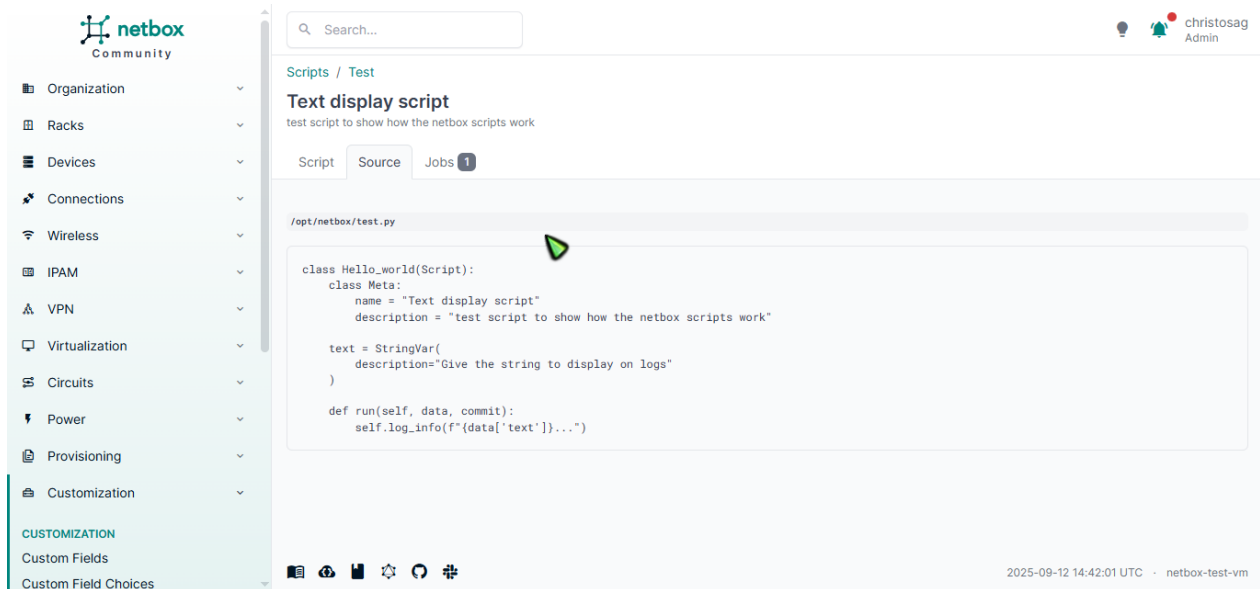 netbox
Community
Organization
Racks
Devices
Connections
Wireless
IPAM
VPN
Virtualization
Circuits
Power
Provisioning
Customization
CUSTOMIZATION
Custom Fields
Custom Field Choices
Search...
christosag
Admin
Scripts / Test
Text display script
test script to show how the netbox scripts work
Script Source Jobs 1
/opt/netbox/test.py
class Hello_world(Script):
    class Meta:
        name = "Text display script"
        description = "test script to show how the netbox scripts work"
    text = StringVar(
        description="Give the string to display on logs"
    )
    def run(self, data, commit):
        self.log_info(f"{data['text']}...")
2025-09-12 14:42:01 UTC · netbox-test-vm